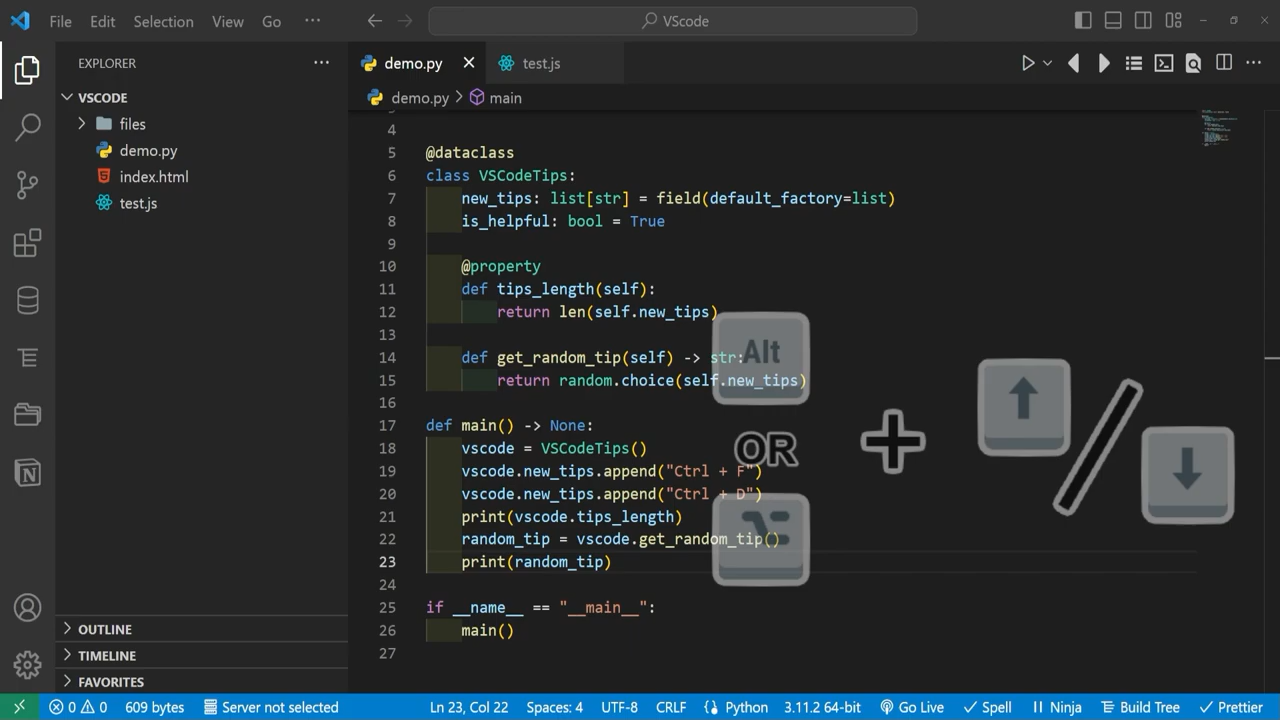 File Edit Selection View Go ··· VScode
EXPLORER ···
demo.py test.js
VSCODE
files
demo.py
index.html
test.js
demo.py > main
4
5 @dataclass
6 class VSCodeTips:
7 new_tips: list[str] = field(default_factory=list)
8 is_helpful: bool = True
9
10 @property
11 def tips_length(self):
12 return len(self.new_tips)
13
14 def get_random_tip(self) -> str:
15 return random.choice(self.new_tips)
16
17 def main() -> None:
18 vscode = VSCodeTips()
19 vscode.new_tips.append("Ctrl + F")
20 vscode.new_tips.append("Ctrl + D")
21 print(vscode.tips_length)
22 random_tip = vscode.get_random_tip()
23 print(random_tip)
24
25 if __name__ == "__main__":
26 main()
27
Alt
OR
+
OUTLINE
TIMELINE
FAVORITES
0 0 609 bytes Server not selected Ln 23, Col 22 Spaces: 4 UTF-8 CRLF Python 3.11.2 64-bit Go Live Spell Ninja Build Tree Prettier